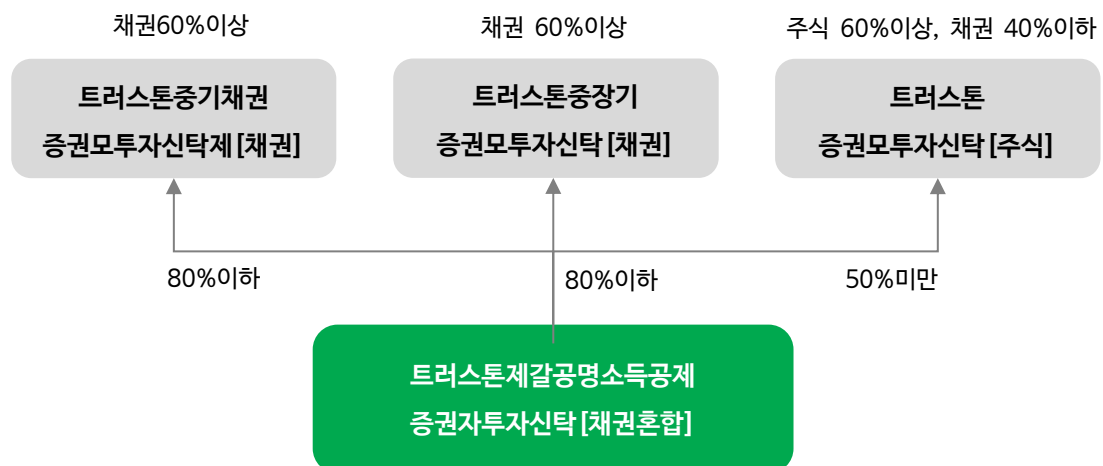 채권60%이상
채권 60%이상
주식 60%이상, 채권 40%이하
트러스톤중기채권
증권모투자신탁제[채권]
트러스톤중장기
증권모투자신탁[채권]
트러스톤
증권모투자신탁[주식]
80%이하
80%이하
50%미만
트러스톤제갈공명소득공제
증권자투자신탁[채권혼합]